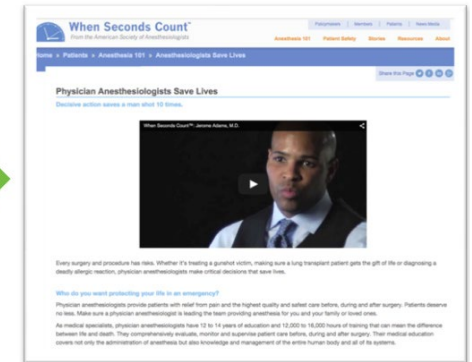 When Seconds Count™
from the American Society of Anesthesiologists
Policymakers | Members | Patients | News Media
Anesthesia 101 Patient Safety Stories Resources About
Home » Patients » Anesthesia 101 » Anesthesiologists Save Lives
Share this Page
Physician Anesthesiologists Save Lives
Decisive action saves a man shot 10 times.
When Seconds Count™: Jerome Adams, M.D.
Every surgery and procedure has risks. Whether it's treating a gunshot victim, making sure a lung transplant patient gets the gift of life or diagnosing a
deadly allergic reaction, physician anesthesiologists make critical decisions that save lives.
Who do you want protecting your life in an emergency?
Physician anesthesiologists provide patients with relief from pain and the highest quality and safest care before, during and after surgery. Patients deserve
no less. Make sure a physician anesthesiologist is leading the team providing anesthesia for you and your family or loved ones.
As medical specialists, physician anesthesiologists have 12 to 14 years of education and 12,000 to 16,000 hours of training that can mean the difference
between life and death. They comprehensively evaluate, monitor and supervise patient care before, during and after surgery. Their medical education
covers not only the administration of anesthesia but also knowledge and management of the entire human body and all of its systems.